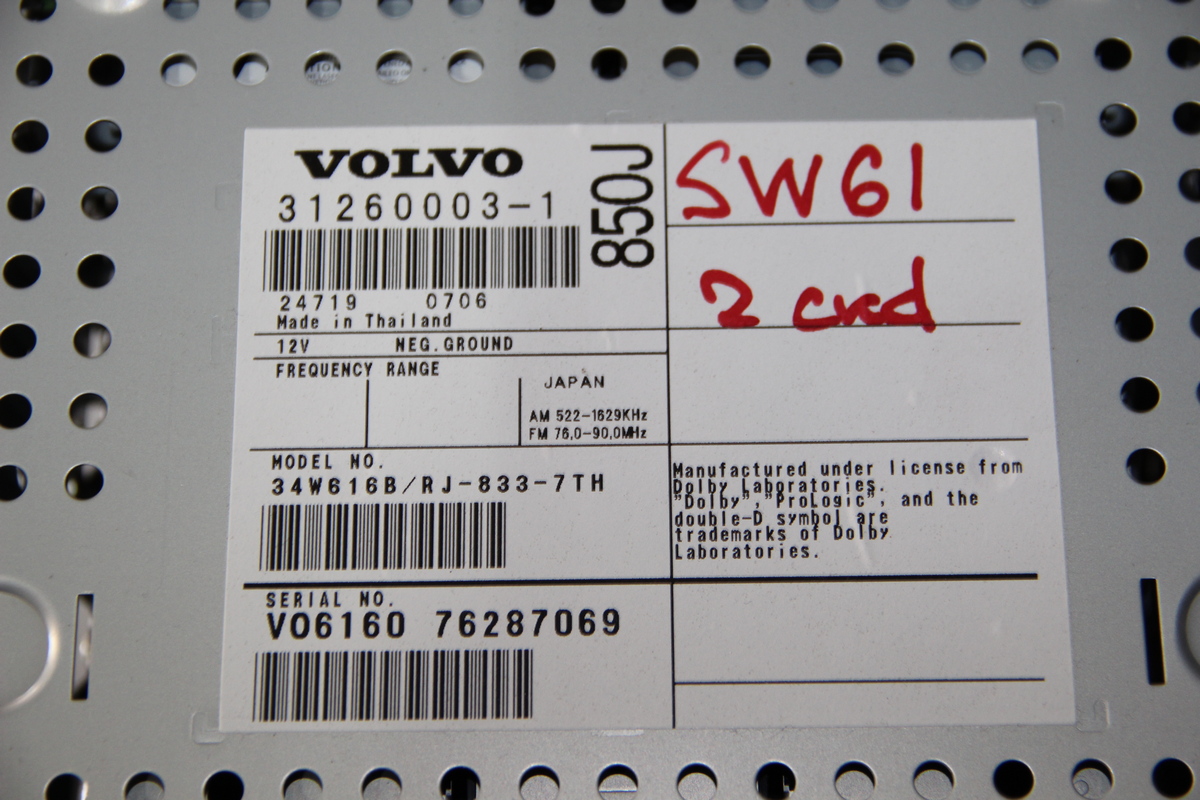 VOLVO
31260003-1
850J
24719 0706
Made in Thailand
12V NEG.GROUND
FREQUENCY RANGE
JAPAN
AM 522-1629KHz
FM 76.0-90.0MHz
MODEL NO.
34W616B/RJ-833-7TH
SERIAL NO.
V06160 76287069
SW61
2 cnd
Manufactured under license from
Dolby Laboratories.
"Dolby","ProLogic", and the
double-D symbol are
trademarks of Dolby
Laboratories.